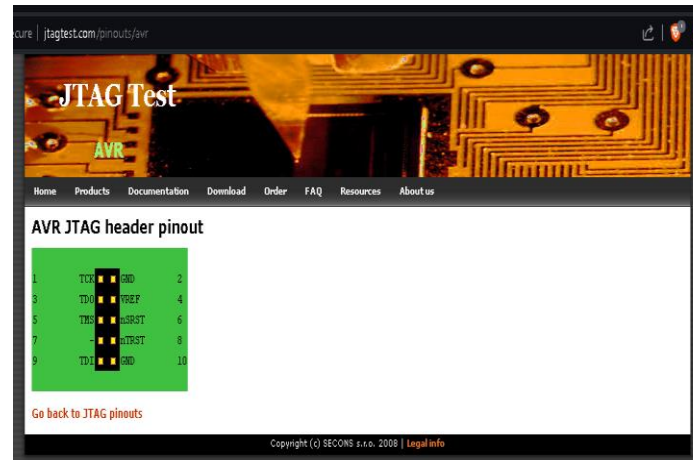 cure | jtagtest.com/pinouts/avr
JTAG Test
AVR
Home Products Documentation Download Order FAQ Resources About us
AVR JTAG header pinout
1 TCK GND 2
3 TDO VREF 4
5 TMS nSRST 6
7 - nTRST 8
9 TDI GND 10
Go back to JTAG pinouts
Copyright (c) SECONS s.r.o. 2008 | Legal info